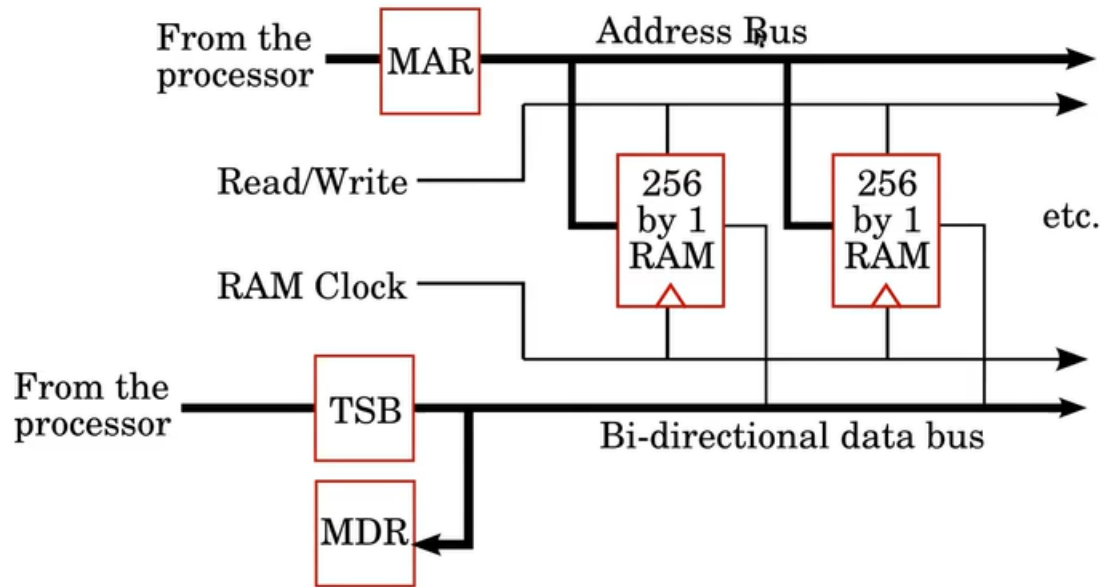 From the
processor
MAR
Address Bus
Read/Write
256
by 1
RAM
256
by 1
RAM
etc.
RAM Clock
From the
processor
TSB
Bi-directional data bus
MDR